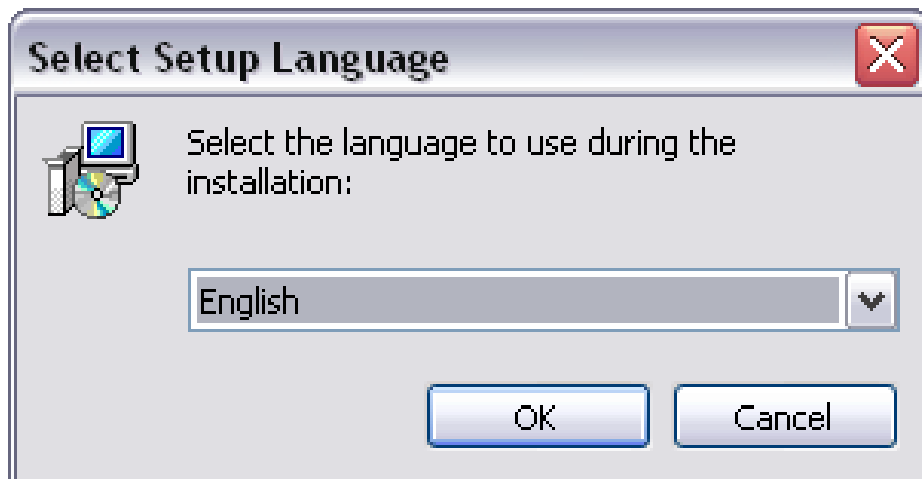 Select Setup Language
Select the language to use during the
installation:
English
OK
Cancel